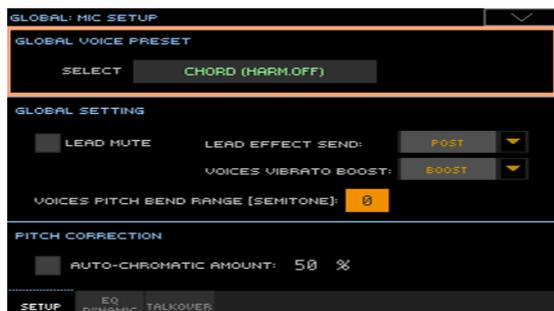 GLOBAL: MIC SETUP
GLOBAL VOICE PRESET
SELECT CHORD (HARM.OFF)
GLOBAL SETTING
LEAD MUTE LEAD EFFECT SEND: POST
VOICES VIBRATO BOOST: BOOST
VOICES PITCH BEND RANGE [SEMITONE]: 0
PITCH CORRECTION
AUTO-CHROMATIC AMOUNT: 50 %
SETUP EQ DYNAMIC TALKOVER